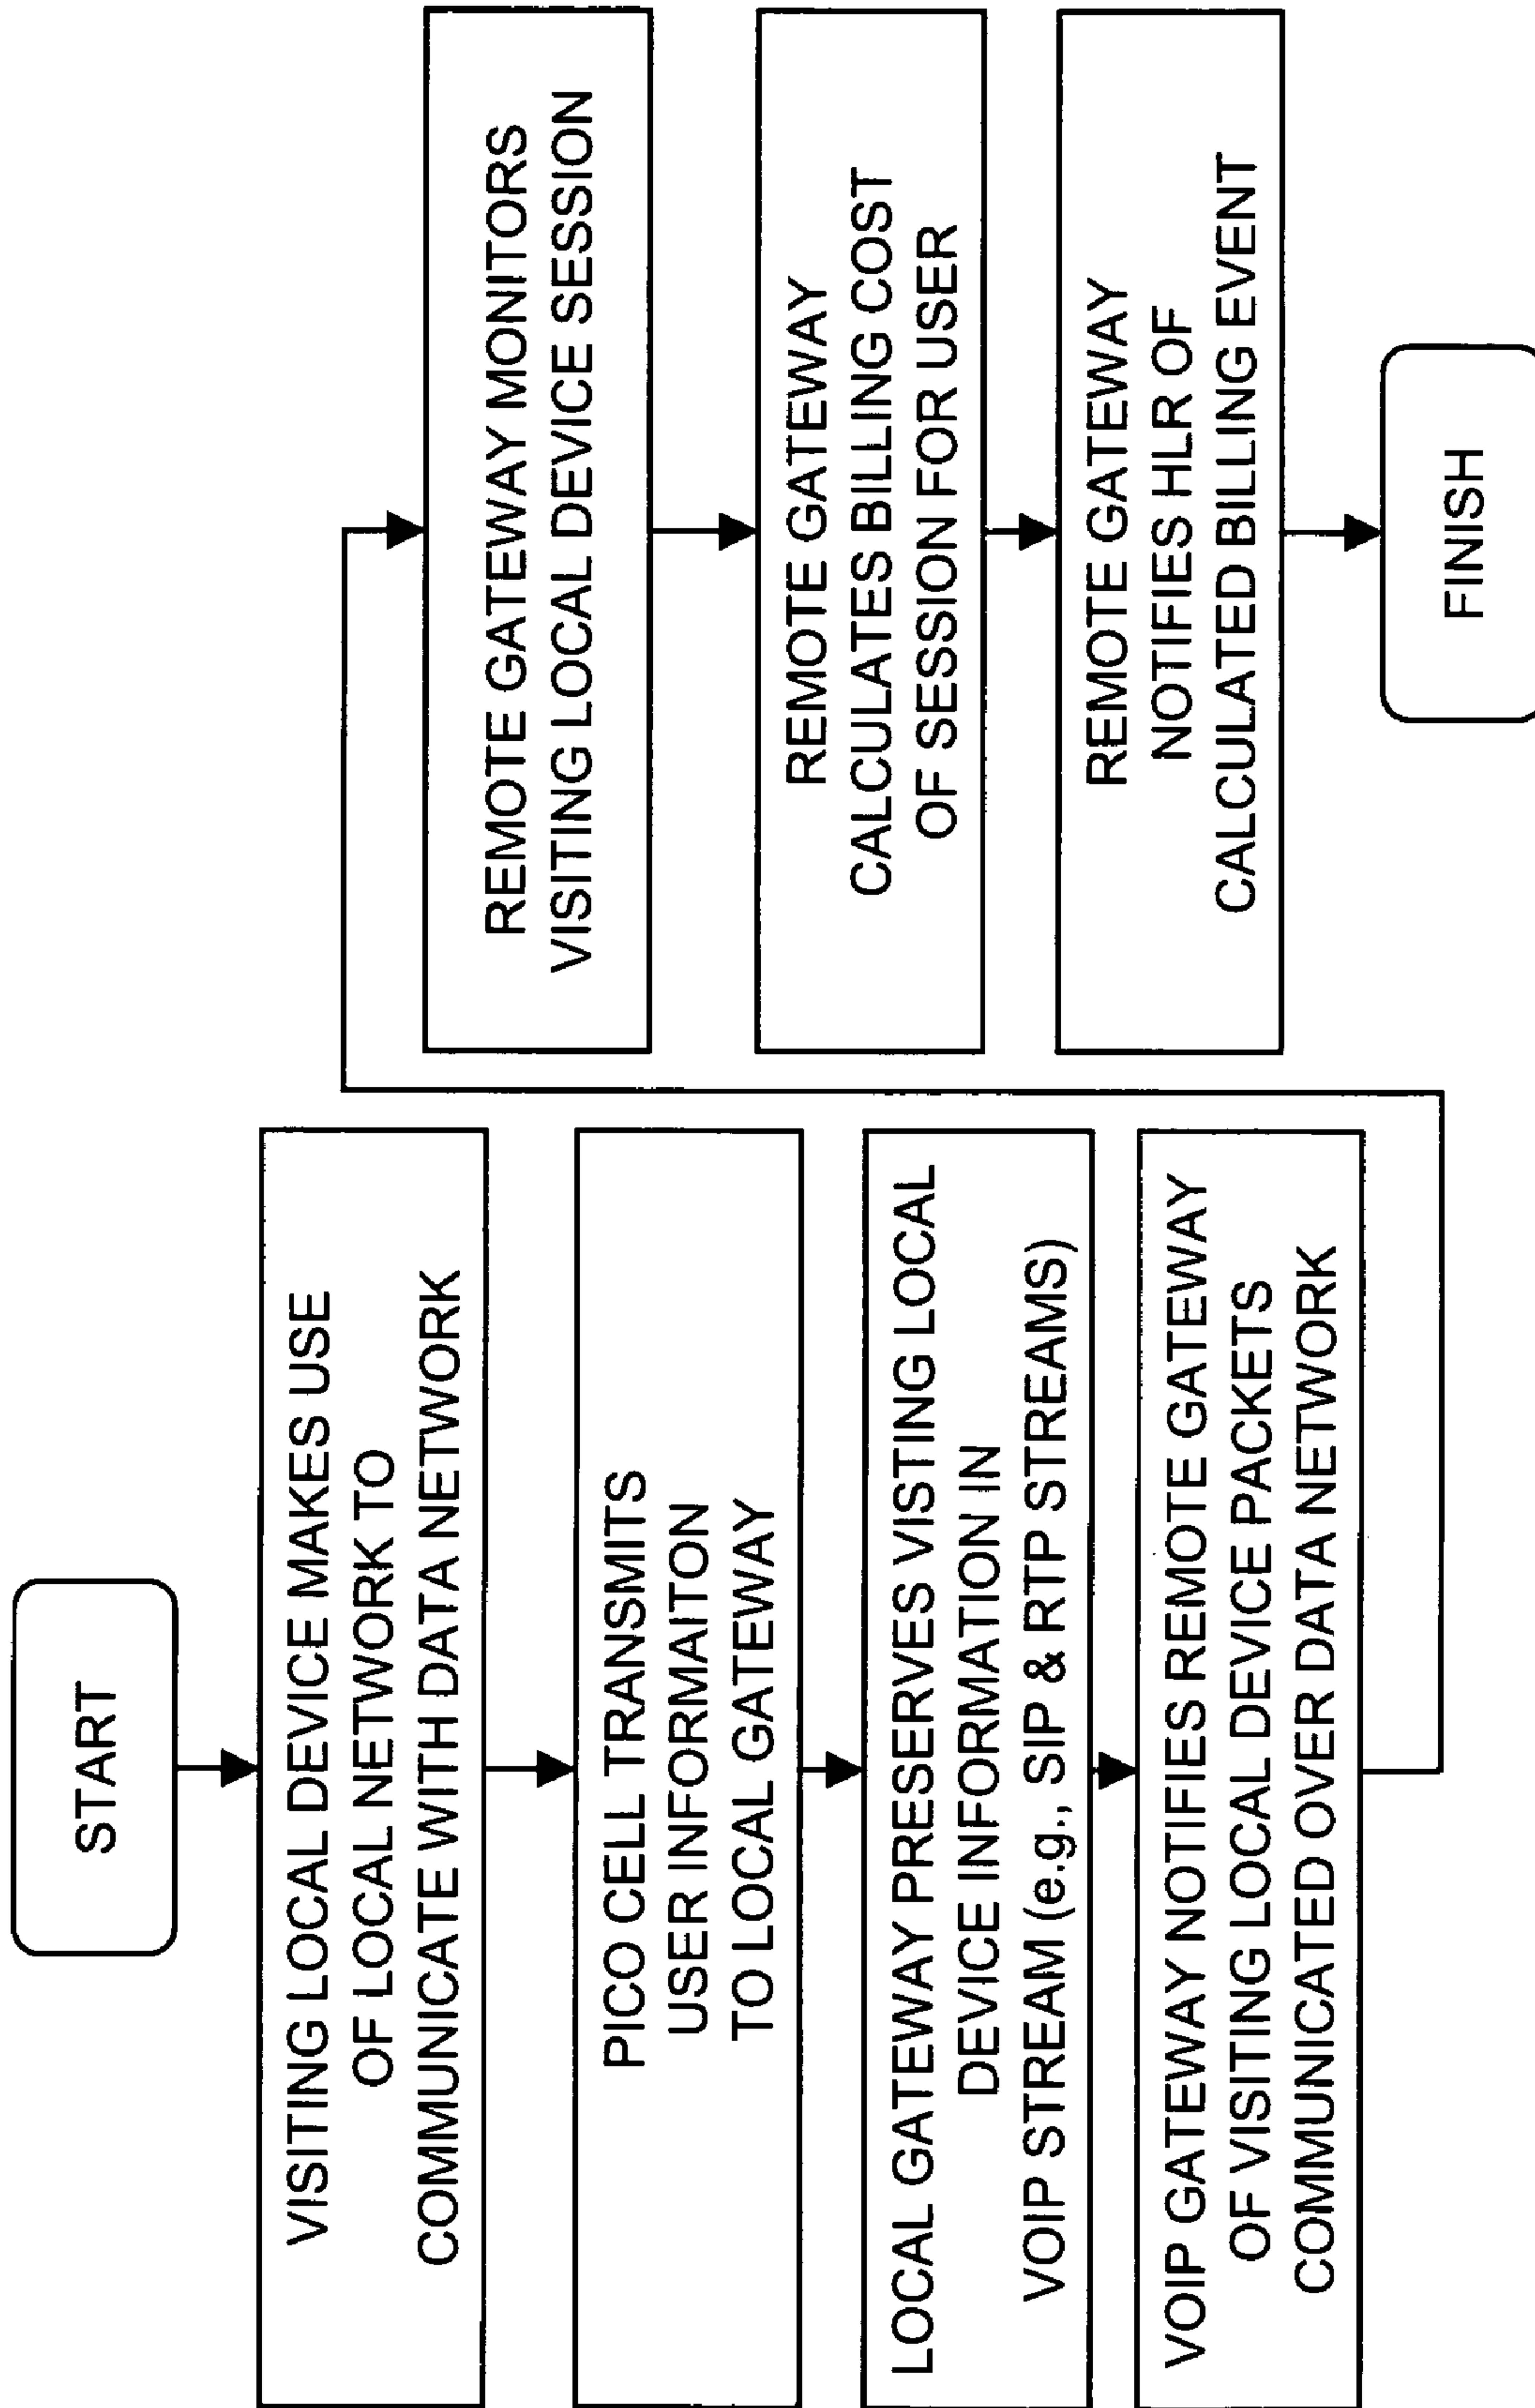 START
VISITING LOCAL DEVICE MAKES USE
OF LOCAL NETWORK TO
COMMUNICATE WITH DATA NETWORK
PICO CELL TRANSMITS
USER INFORMAITON
TO LOCAL GATEWAY
LOCAL GATEWAY PRESERVES VISTING LOCAL
DEVICE INFORMATION IN
VOIP STREAM (e.g., SIP & RTP STREAMS)
VOIP GATEWAY NOTIFIES REMOTE GATEWAY
OF VISITING LOCAL DEVICE PACKETS
COMMUNICATED OVER DATA NETWORK
REMOTE GATEWAY MONITORS
VISITING LOCAL DEVICE SESSION
REMOTE GATEWAY
CALCULATES BILLING COST
OF SESSION FOR USER
REMOTE GATEWAY
NOTIFIES HLR OF
CALCULATED BILLING EVENT
FINISH